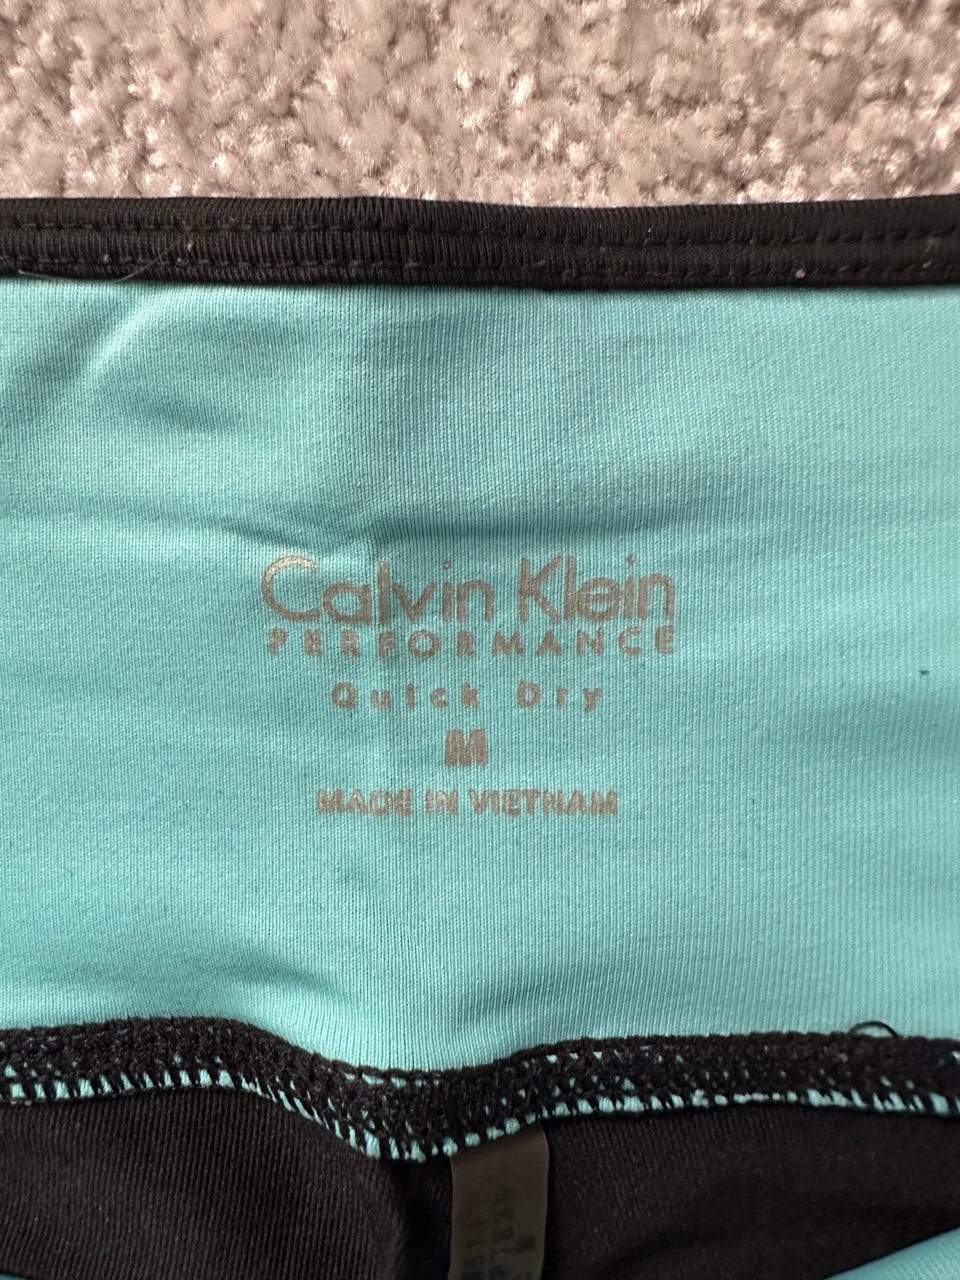 Calvin Klein
PERFORMANCE
Quick Dry
M
MADE IN VIETNAM